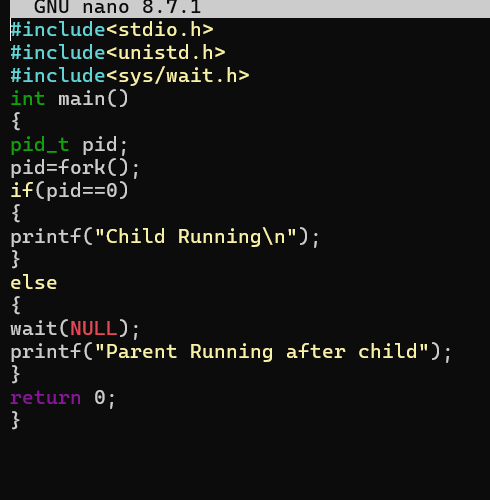 GNU nano 8.7.1
#include<stdio.h>
#include<unistd.h>
#include<sys/wait.h>
int main()
{
pid_t pid;
pid=fork();
if(pid==0)
{
printf("Child Running\n");
}
else
{
wait(NULL);
printf("Parent Running after child");
}
return 0;
}